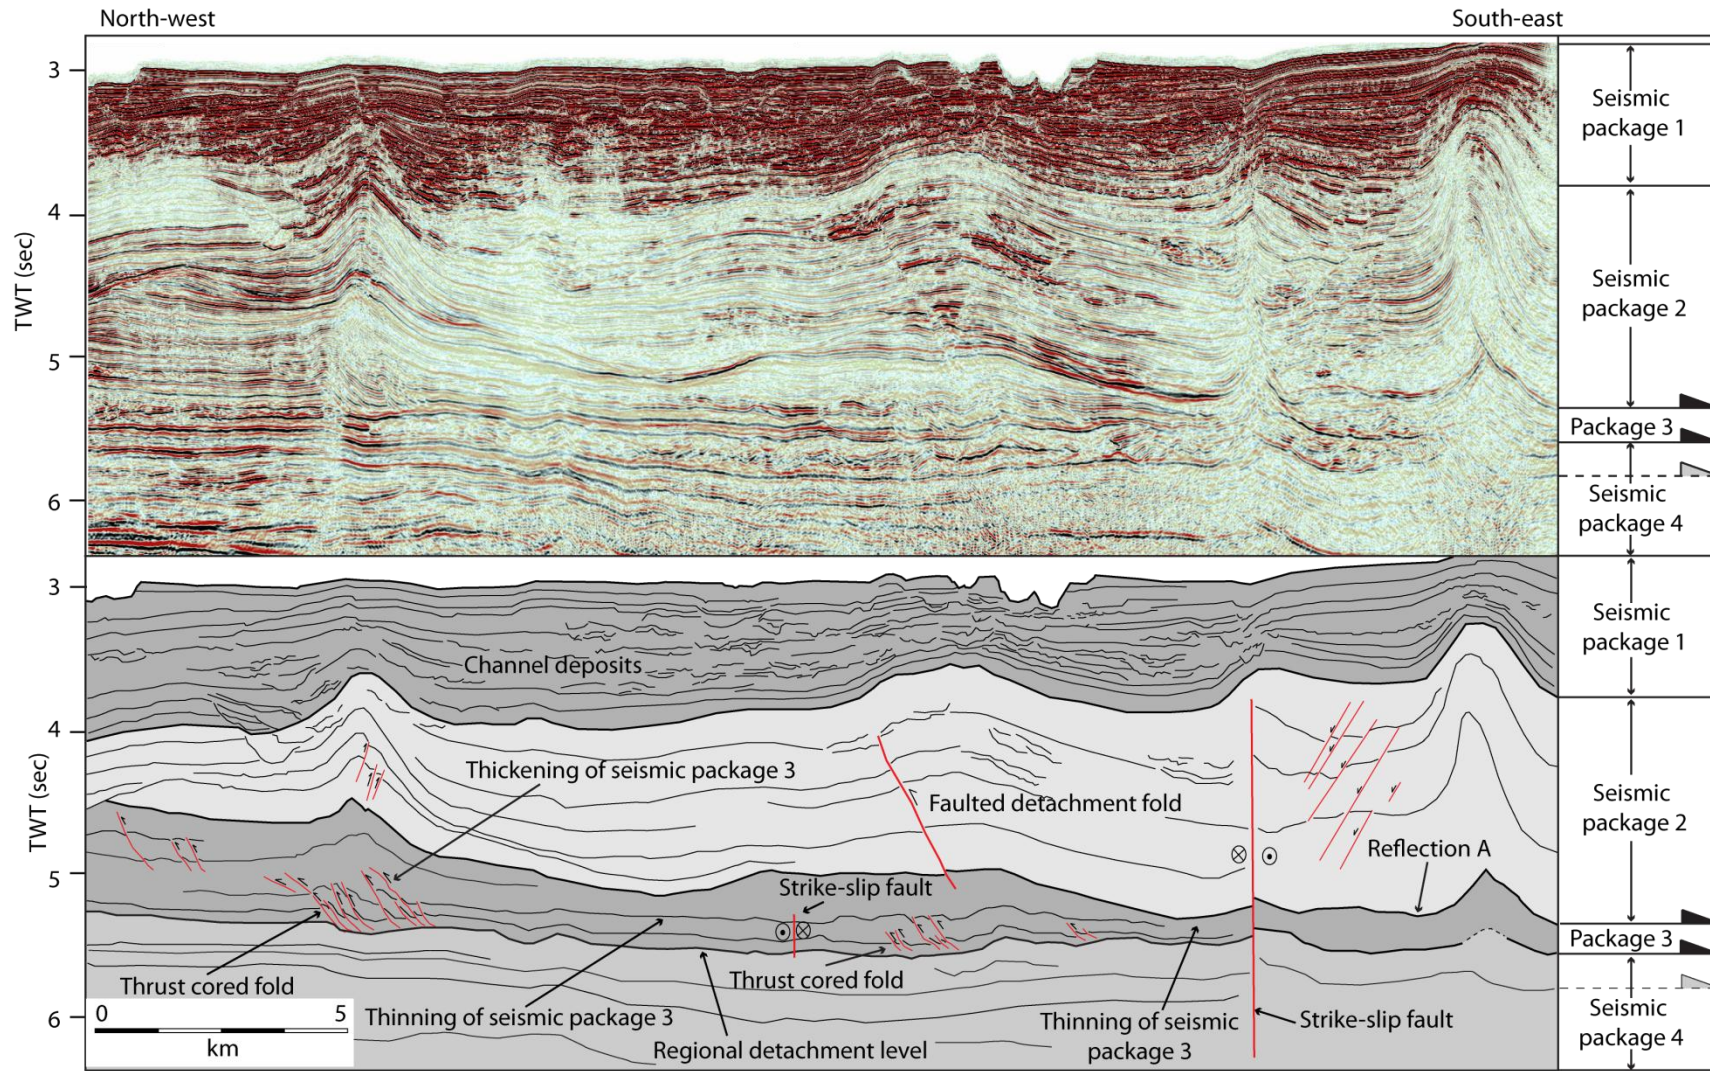 North-west
South-east
3
4
5
6
TWT (sec)
Seismic
package 1
Seismic
package 2
Package 3
Seismic
package 4
3
4
5
6
TWT (sec)
Channel deposits
Thickening of seismic package 3
Faulted detachment fold
Reflection A
Strike-slip fault
Thrust cored fold
Thrust cored fold
Thinning of seismic package 3
Regional detachment level
Thinning of seismic
package 3
Strike-slip fault
0
5
km
Seismic
package 1
Seismic
package 2
Package 3
Seismic
package 4